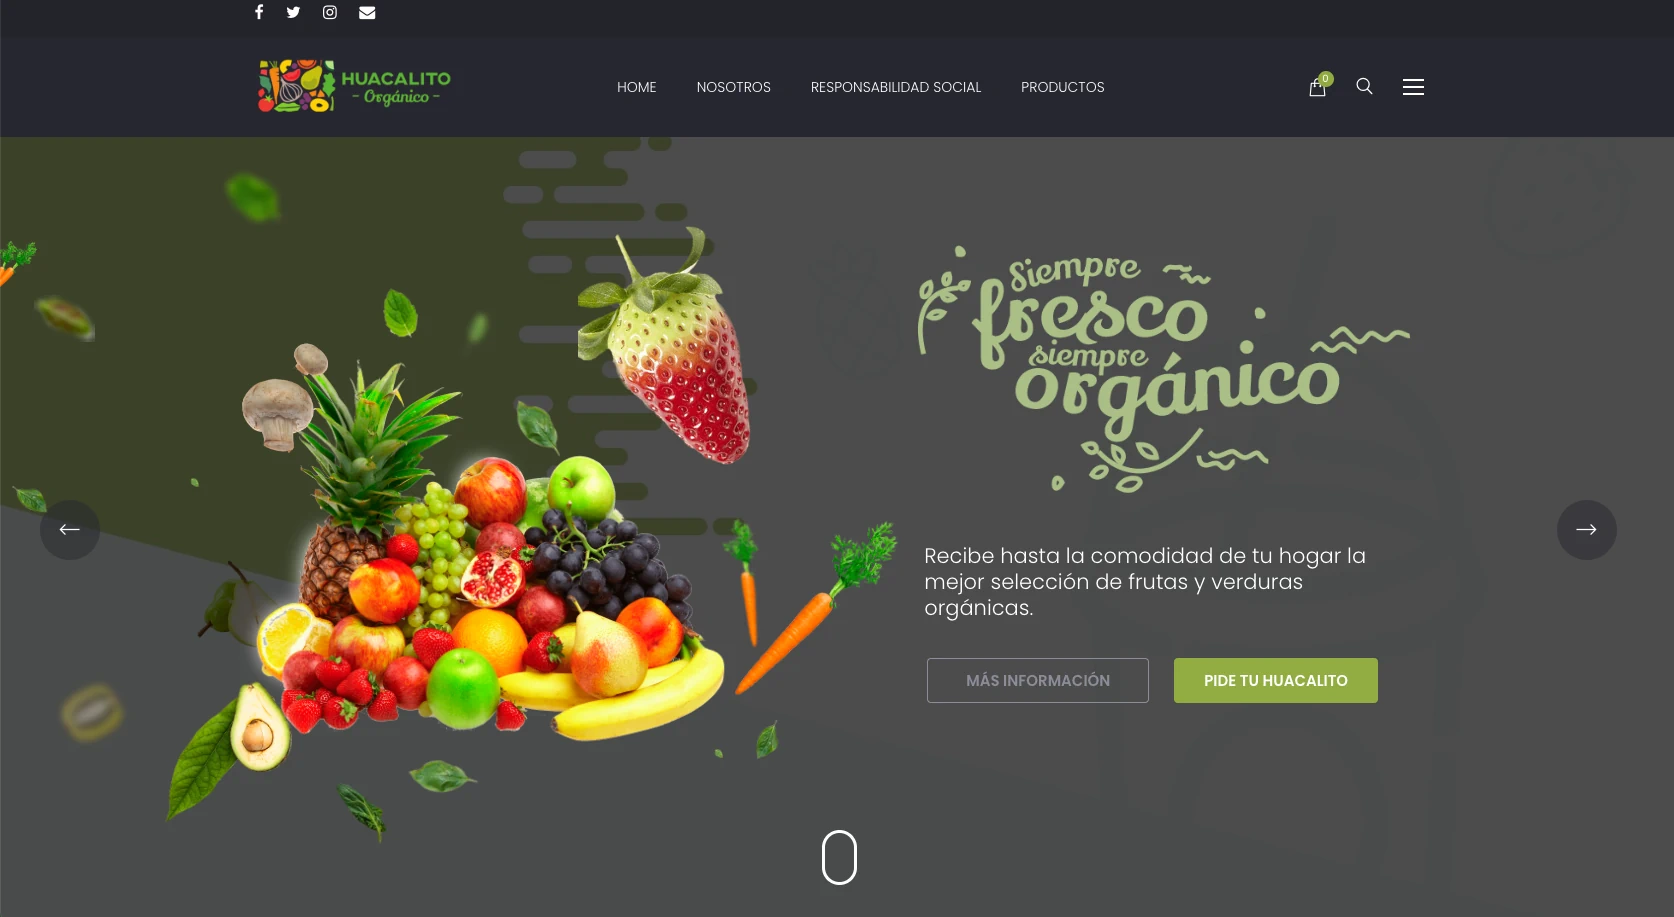 HUACALITO
- Orgánico -
HOME
NOSOTROS
RESPONSABILIDAD SOCIAL
PRODUCTOS
0
Siempre
fresco
siempre
orgánico
Recibe hasta la comodidad de tu hogar la
mejor selección de frutas y verduras
orgánicas.
MÁS INFORMACIÓN
PIDE TU HUACALITO